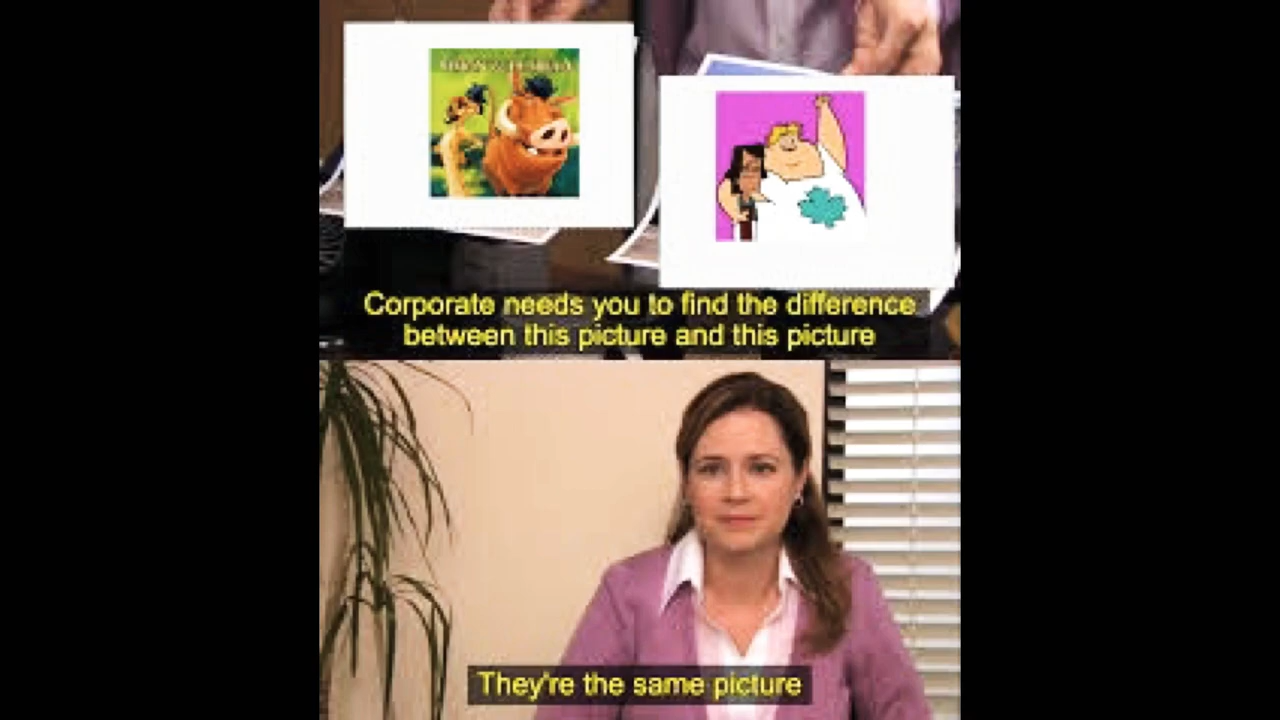 Corporate needs you to find the difference
between this picture and this picture
They're the same picture